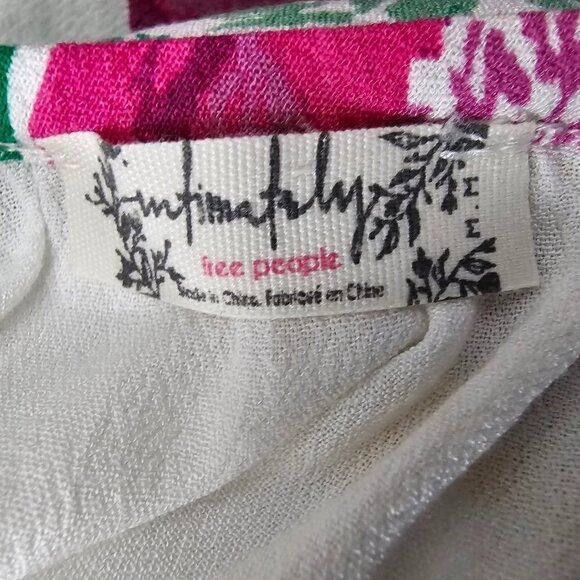 intimately
M.M.M
free people
Made in China. Fabriqué en Chine